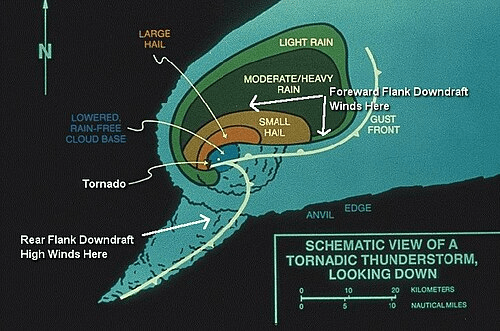 N
LARGE
HAIL
LIGHT RAIN
MODERATE/HEAVY
RAIN
Foreward Flank Downdraft
Winds Here
SMALL
HAIL
GUST
FRONT
LOWERED,
RAIN-FREE
CLOUD BASE
Tornado
ANVIL EDGE
Rear Flank Downdraft
High Winds Here
SCHEMATIC VIEW OF A
TORNADIC THUNDERSTORM,
LOOKING DOWN
0 10 20 KILOMETERS
0 5 10 NAUTICAL MILES